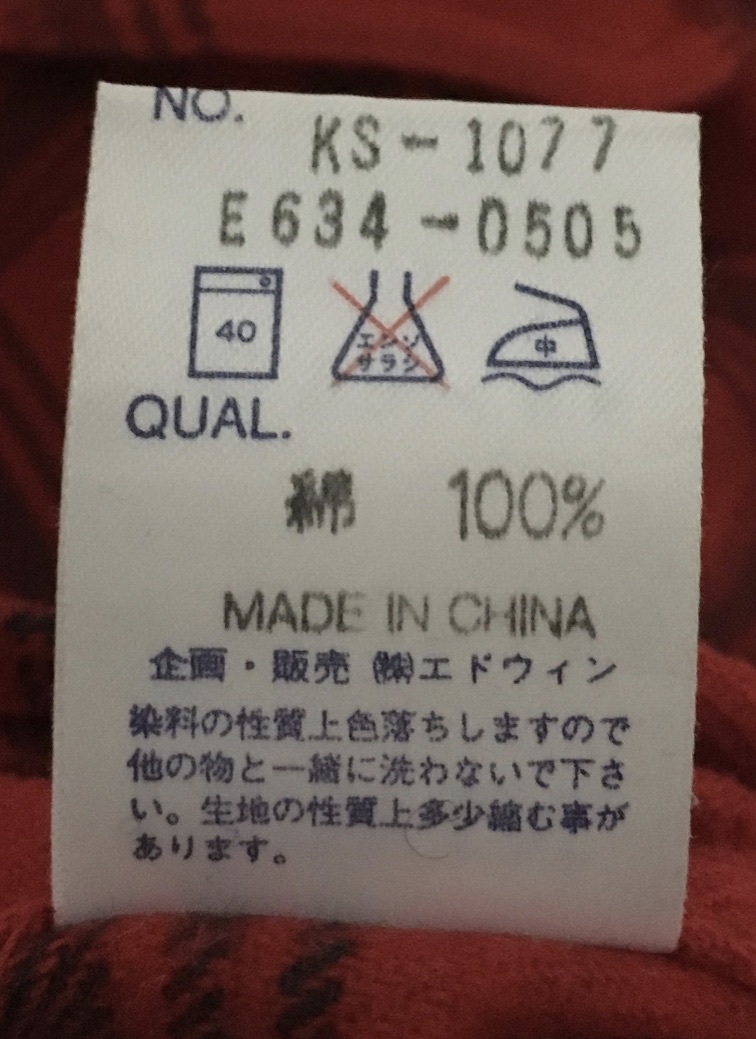 NO.
KS-1077
E634-0505
40
エンソ
サラシ
中
QUAL.
綿 100%
MADE IN CHINA
企画・販売 ㈱エドウィン
染料の性質上色落ちしますので
他の物と一緒に洗わないで下さ
い。生地の性質上多少縮む事が
あります。